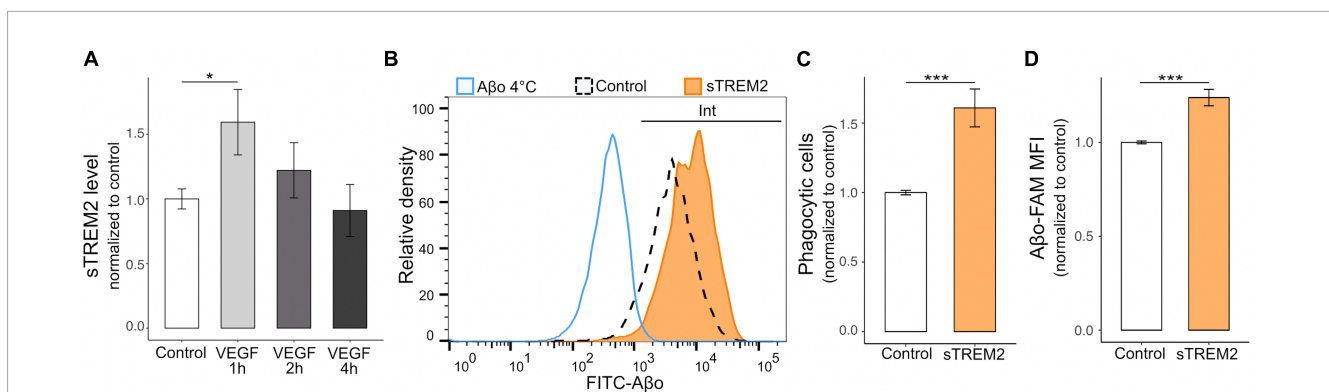 A
sTREM2 level
normalized to control
1.5
1.0
0.5
0.0
*
Control
VEGF
1h
VEGF
2h
VEGF
4h
B
Aβo 4°C
Control
sTREM2
Int
Relative density
100
80
60
40
20
0
10⁰
10¹
10²
10³
10⁴
10⁵
FITC-Aβo
C
Phagocytic cells
(normalized to control)
1.5
1.0
0.5
0.0
***
Control
sTREM2
D
Aβo-FAM MFI
(normalized to control)
1.0
1.0
0.0
***
Control
sTREM2